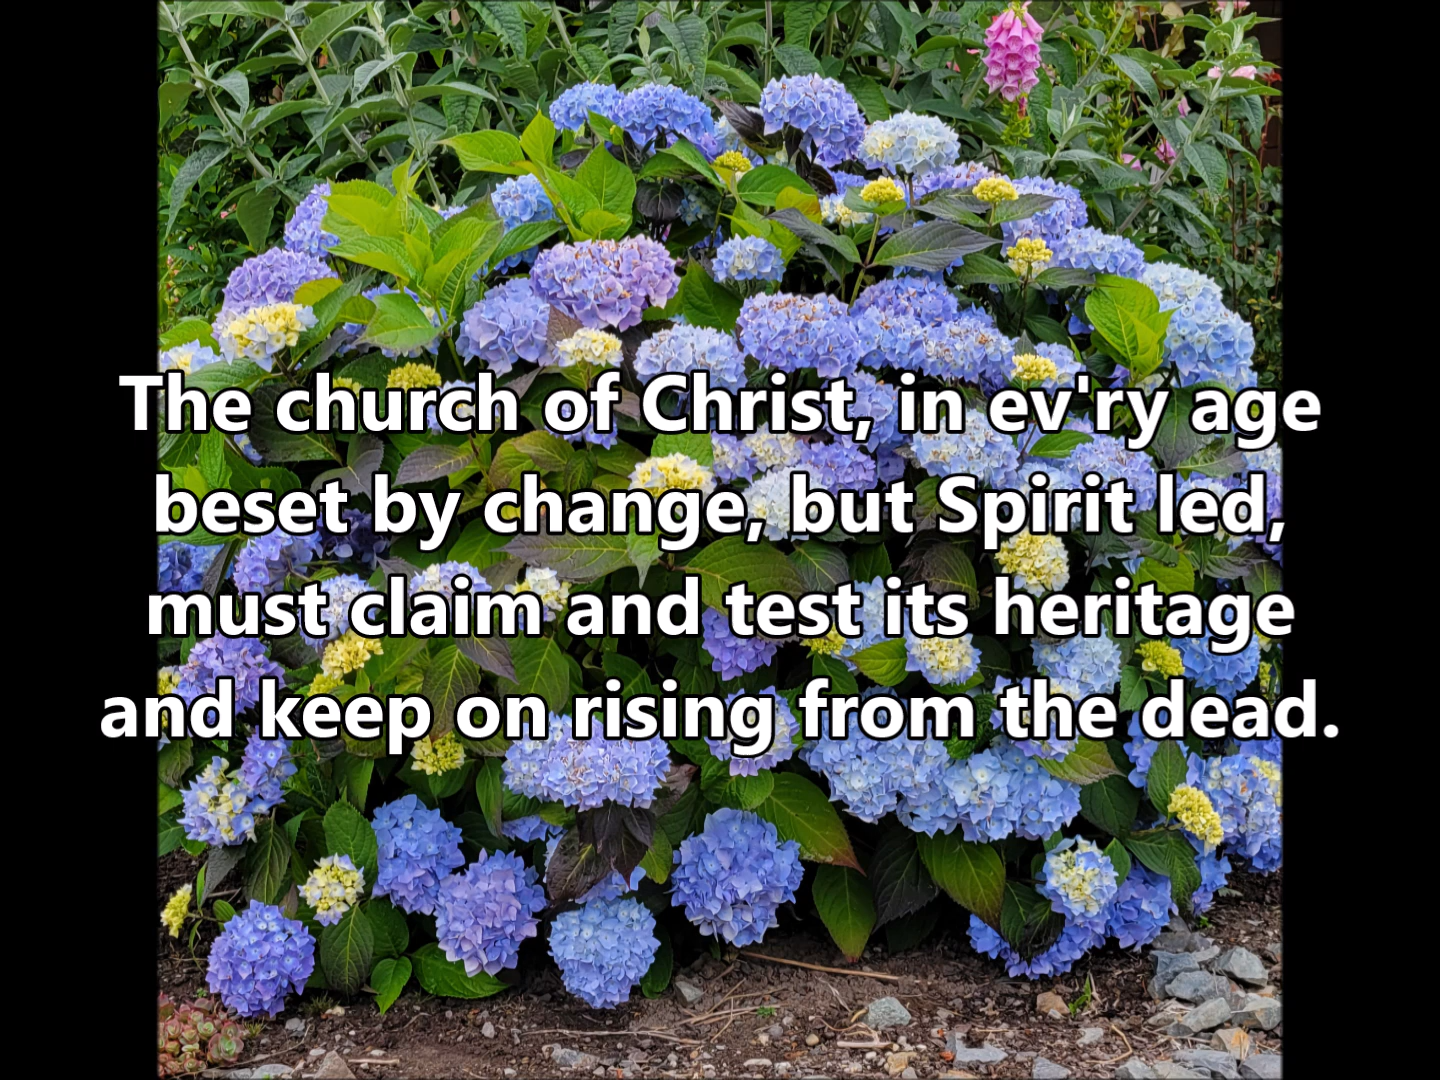 The church of Christ, in ev'ry age
beset by change, but Spirit led,
must claim and test its heritage
and keep on rising from the dead.